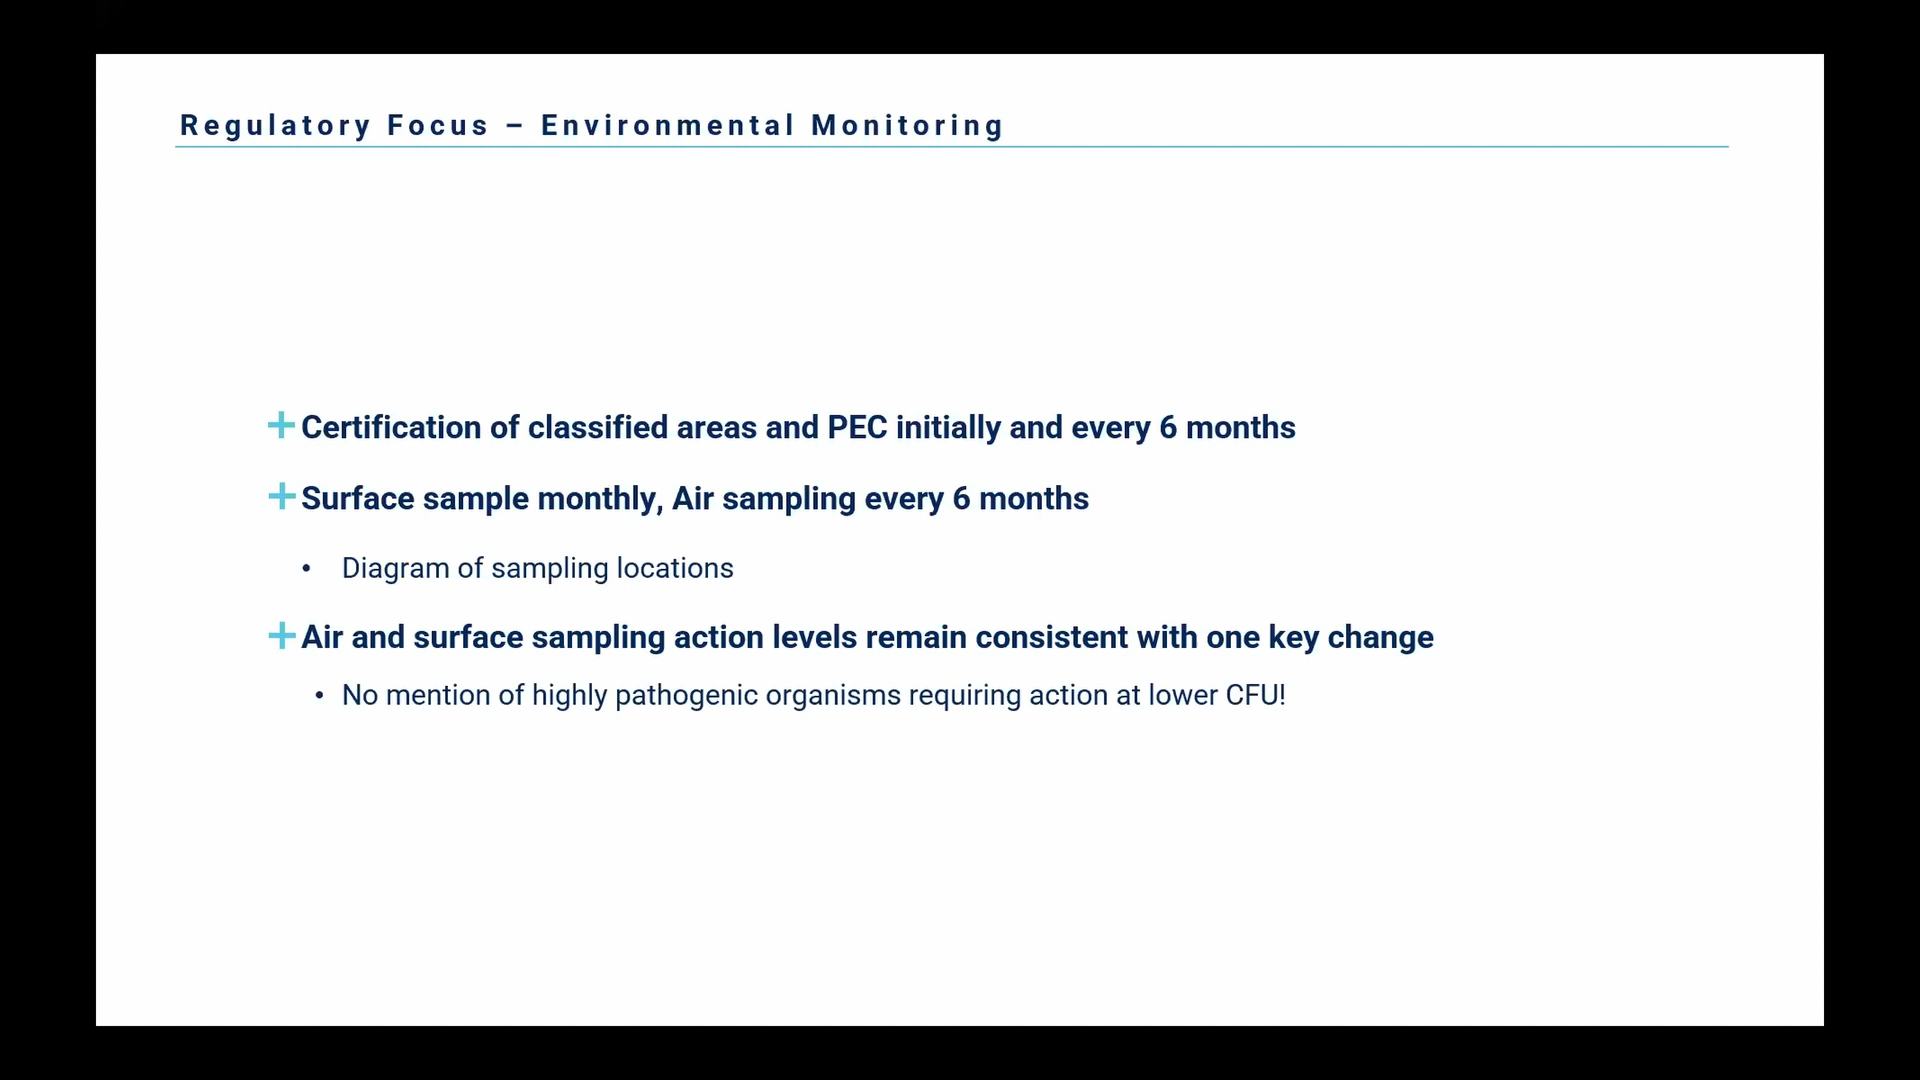 Regulatory Focus – Environmental Monitoring
+ Certification of classified areas and PEC initially and every 6 months
+ Surface sample monthly, Air sampling every 6 months
• Diagram of sampling locations
+ Air and surface sampling action levels remain consistent with one key change
• No mention of highly pathogenic organisms requiring action at lower CFU!